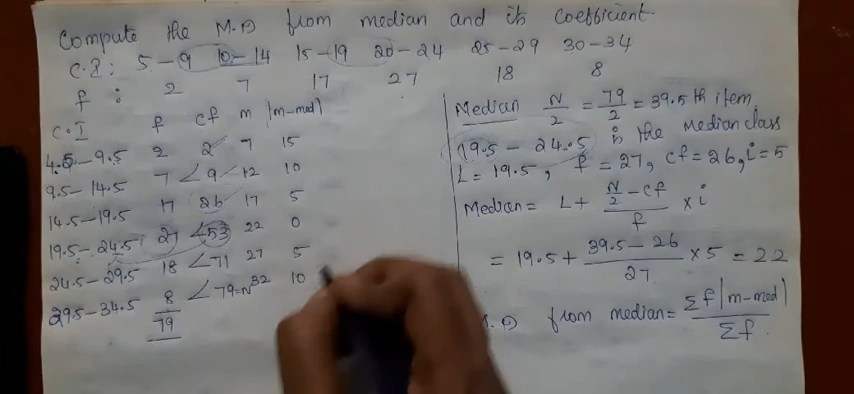 Compute the M.D from median and its coefficient.
C.I : 5-9 10-14 15-19 20-24 25-29 30-34
f : 2 7 17 27 18 8
C.I f cf m |m-med|
4.5-9.5 2 2 7 15
9.5-14.5 7 9 12 10
14.5-19.5 17 26 17 5
19.5-24.5 27 53 22 0
24.5-29.5 18 71 27 5
29.5-34.5 8 79=N 32 10
79
Median N/2 = 79/2 = 39.5th item
19.5-24.5 is the median class
L=19.5, f=27, cf=26, i=5
Median = L+ (N/2-cf)/f ×i
= 19.5+ (39.5-26)/27 ×5 = 22
.D from median= Σf|m-med|/Σf